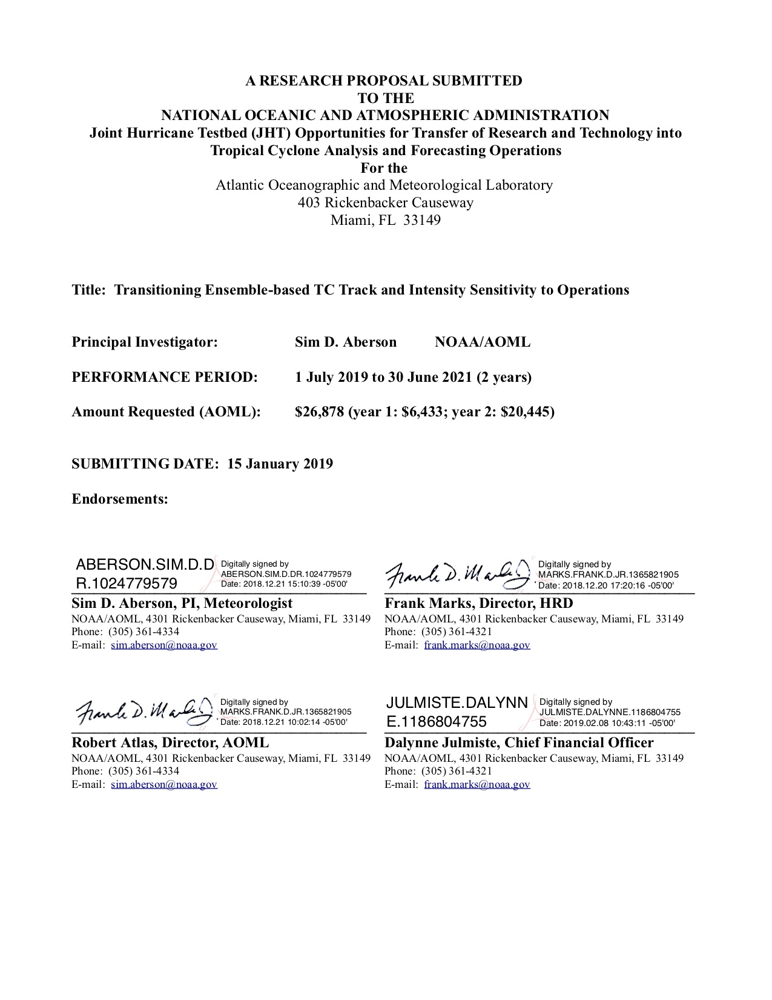 A RESEARCH PROPOSAL SUBMITTED
TO THE
NATIONAL OCEANIC AND ATMOSPHERIC ADMINISTRATION
Joint Hurricane Testbed (JHT) Opportunities for Transfer of Research and Technology into
Tropical Cyclone Analysis and Forecasting Operations
For the
Atlantic Oceanographic and Meteorological Laboratory
403 Rickenbacker Causeway
Miami, FL 33149
Title: Transitioning Ensemble-based TC Track and Intensity Sensitivity to Operations
Principal Investigator: Sim D. Aberson NOAA/AOML
PERFORMANCE PERIOD: 1 July 2019 to 30 June 2021 (2 years)
Amount Requested (AOML): $26,878 (year 1: $6,433; year 2: $20,445)
SUBMITTING DATE: 15 January 2019
Endorsements:
ABERSON.SIM.D.D
R.1024779579
Digitally signed by
ABERSON.SIM.D.DR.1024779579
Date: 2018.12.21 15:10:39 -05'00'
Sim D. Aberson, PI, Meteorologist
NOAA/AOML, 4301 Rickenbacker Causeway, Miami, FL 33149
Phone: (305) 361-4334
E-mail: sim.aberson@noaa.gov
Frank D. Marks Jr.
Digitally signed by
MARKS.FRANK.D.JR.1365821905
Date: 2018.12.20 17:20:16 -05'00'
Frank Marks, Director, HRD
NOAA/AOML, 4301 Rickenbacker Causeway, Miami, FL 33149
Phone: (305) 361-4321
E-mail: frank.marks@noaa.gov
Frank D. Marks Jr.
Digitally signed by
MARKS.FRANK.D.JR.1365821905
Date: 2018.12.21 10:02:14 -05'00'
Robert Atlas, Director, AOML
NOAA/AOML, 4301 Rickenbacker Causeway, Miami, FL 33149
Phone: (305) 361-4334
E-mail: sim.aberson@noaa.gov
JULMISTE.DALYNN
E.1186804755
Digitally signed by
JULMISTE.DALYNNE.1186804755
Date: 2019.02.08 10:43:11 -05'00'
Dalynne Julmiste, Chief Financial Officer
NOAA/AOML, 4301 Rickenbacker Causeway, Miami, FL 33149
Phone: (305) 361-4321
E-mail: frank.marks@noaa.gov